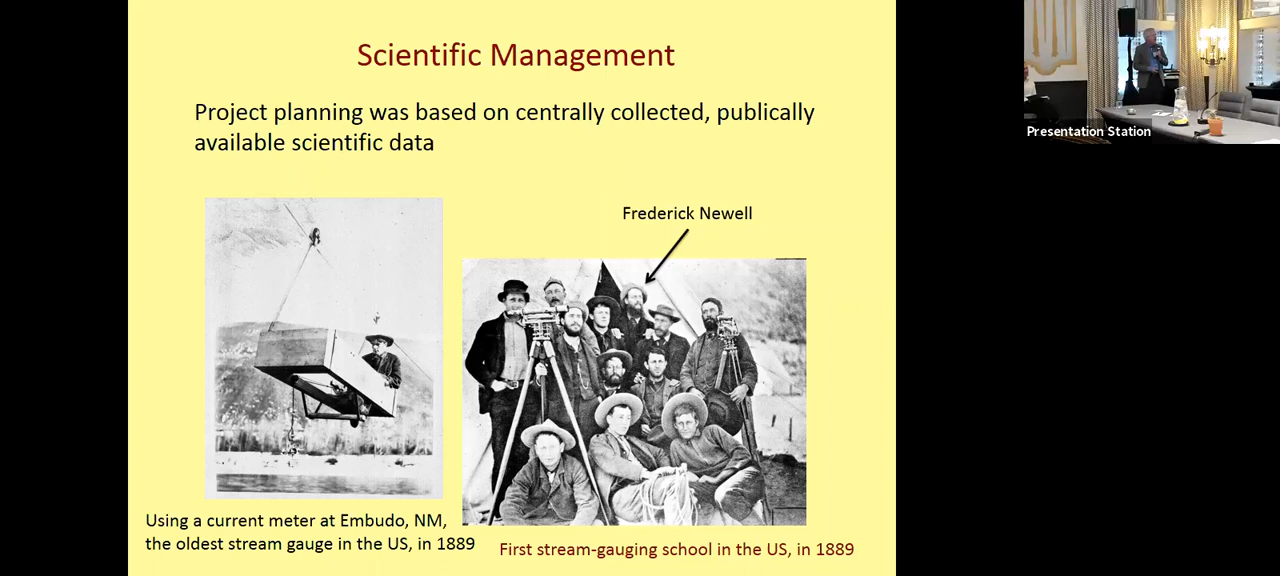 Scientific Management
Project planning was based on centrally collected, publically
available scientific data
Frederick Newell
Using a current meter at Embudo, NM,
the oldest stream gauge in the US, in 1889
First stream-gauging school in the US, in 1889
Presentation Station